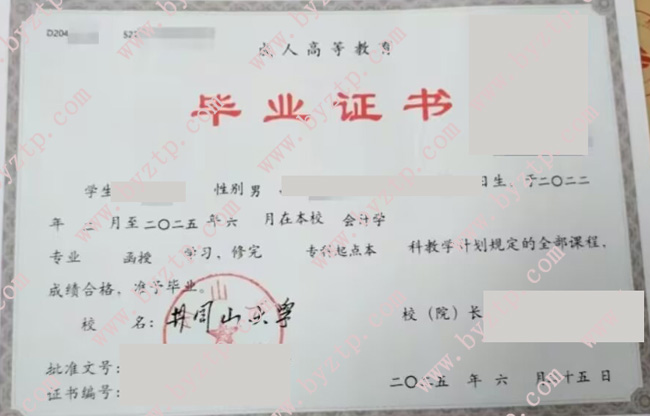 D204 52
成人高等教育
毕业证书
学生 性别 男 日生，于二〇二二
年 二 月至二〇二五 年 六 月在本校 会计学
专业 函授 学习，修完 专科起点本 科教学计划规定的全部课程，
成绩合格，准予毕业。
山
校 名：井冈山大学 校（院）长
批准文号：
证书编号： 二〇二五 年 六 月 十五 日
www.byztp.com